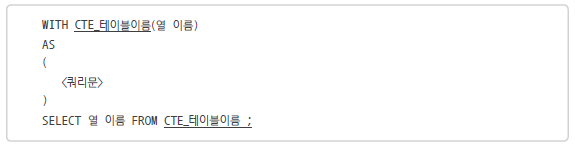 WITH CTE_테이블이름(열 이름)
AS
(
<쿼리문>
)
SELECT 열 이름 FROM CTE_테이블이름 ;